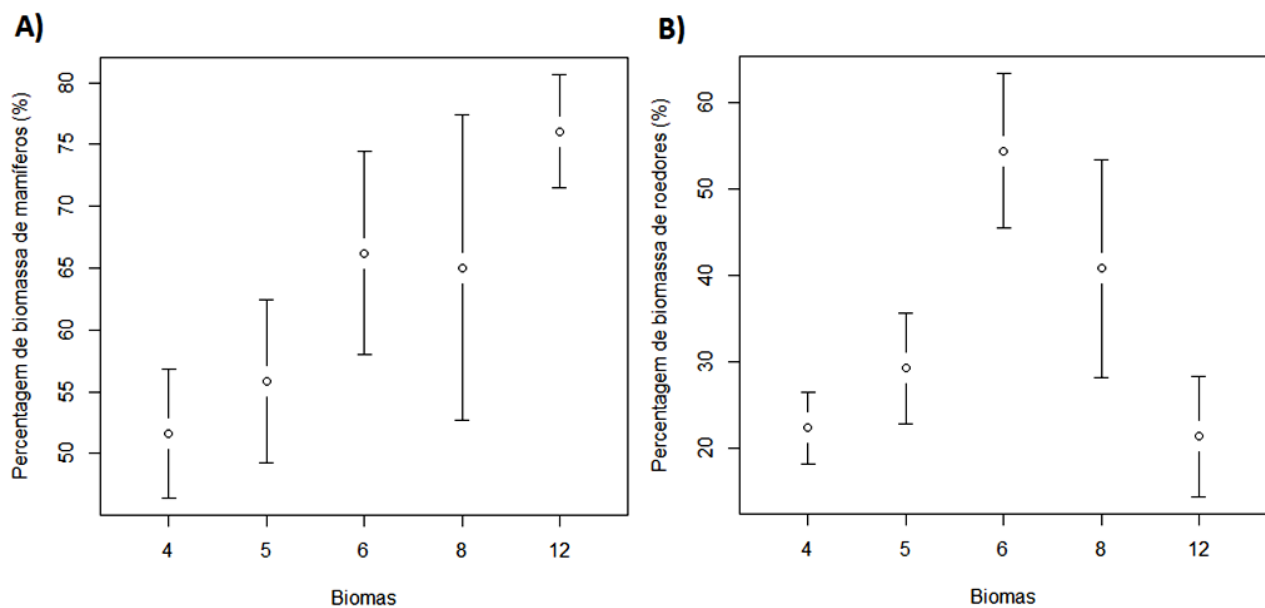 A)
Percentagem de biomassa de mamíferos (%)
80
75
70
65
60
55
50
4 5 6 8 12
Biomas
B)
Percentagem de biomassa de roedores (%)
60
50
40
30
20
4 5 6 8 12
Biomas